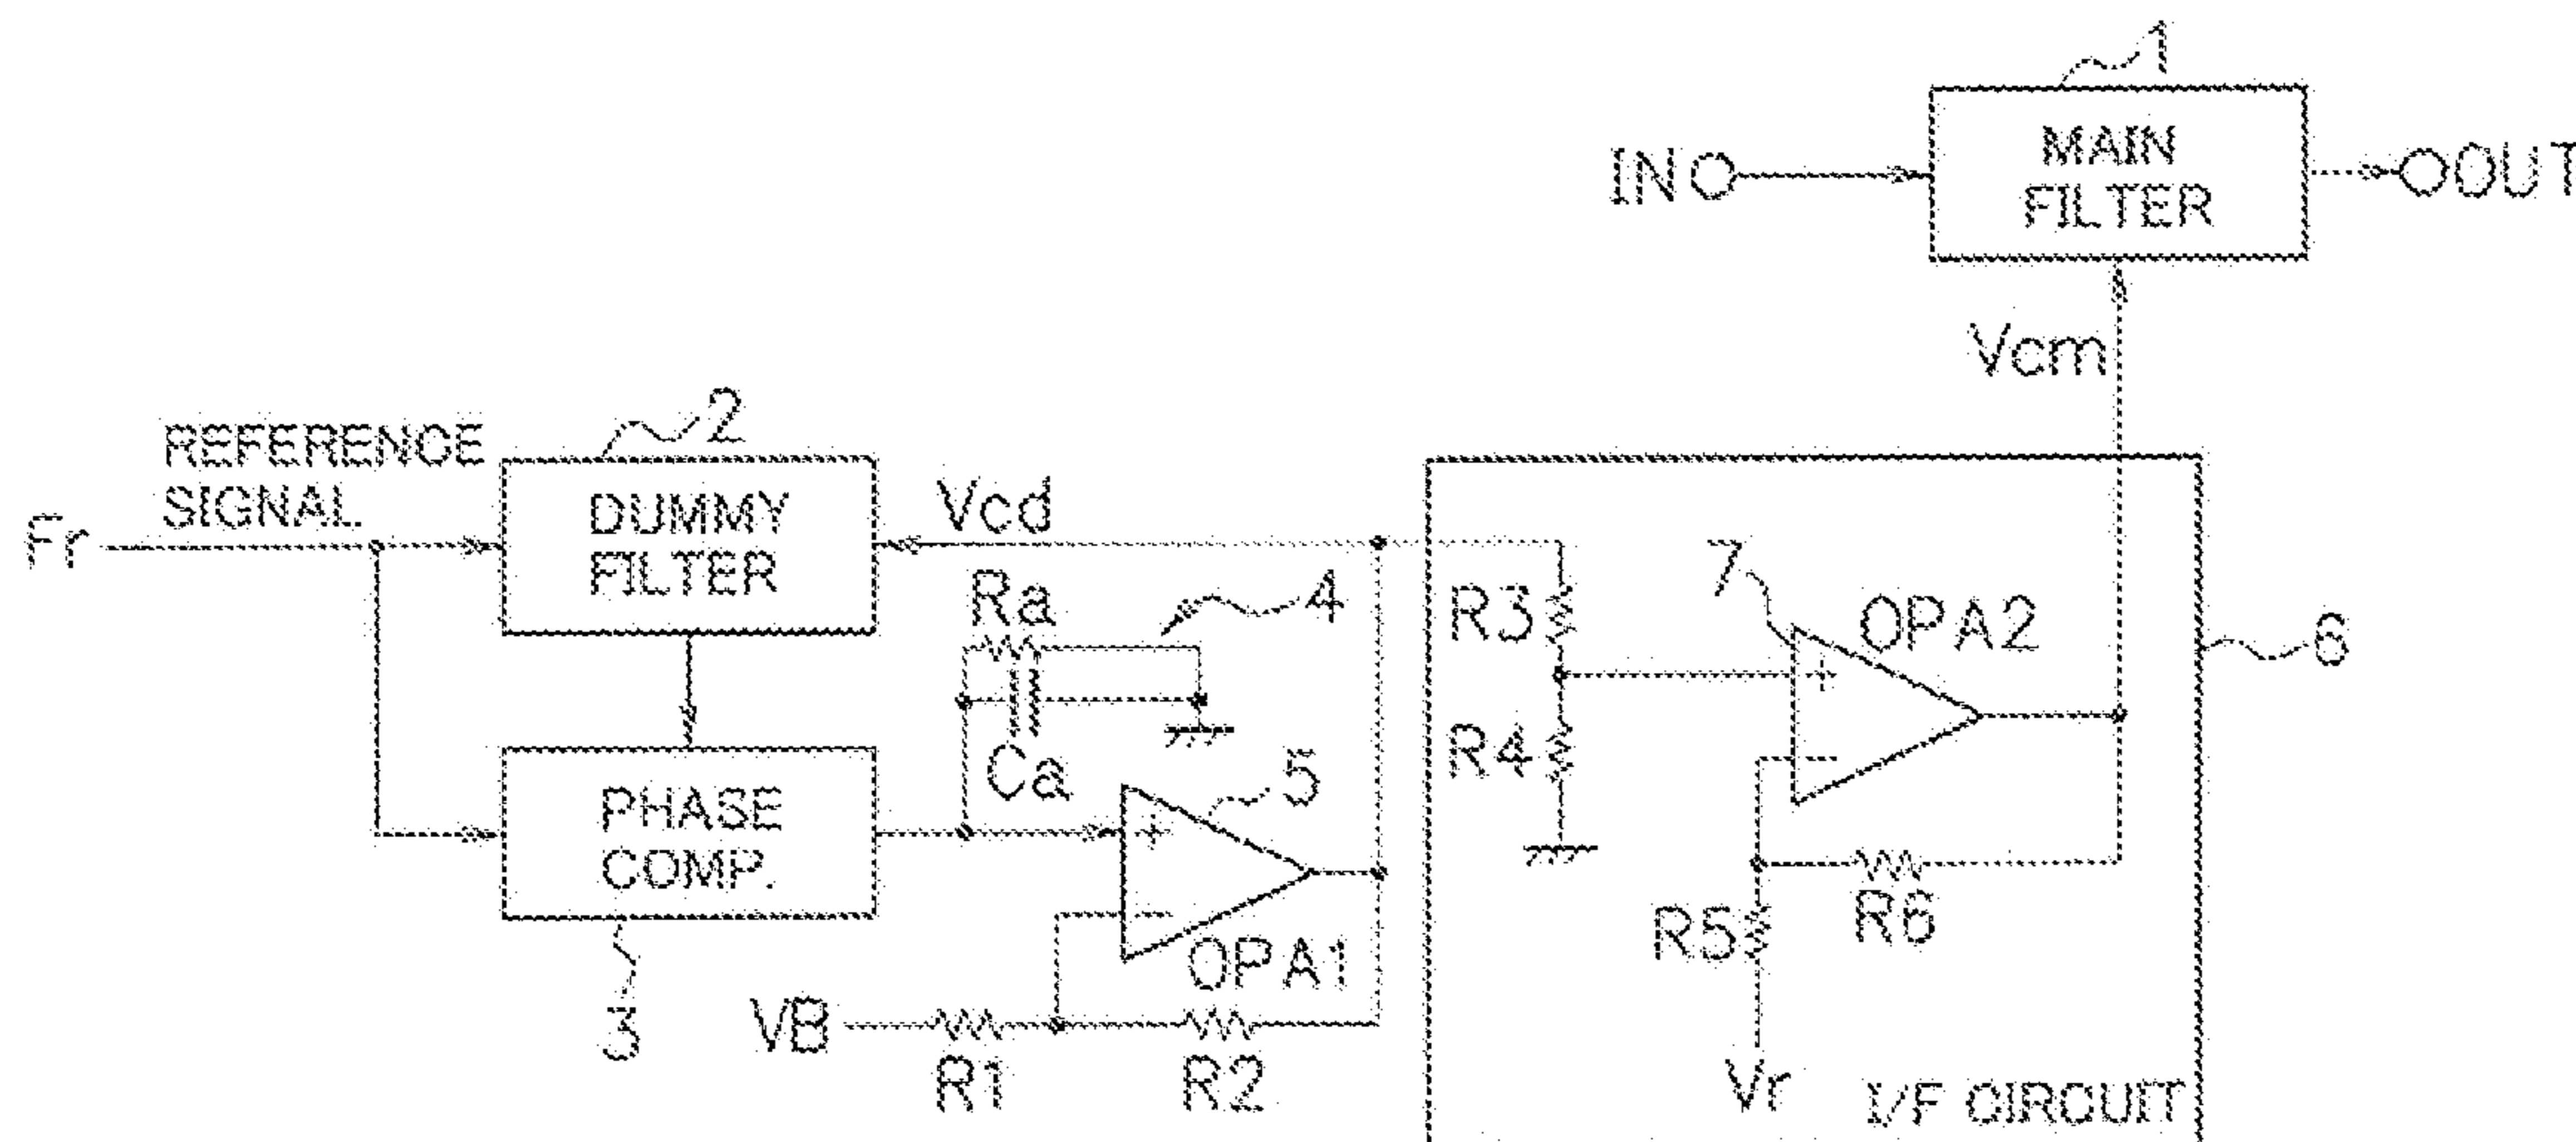 1
MAIN
FILTER
IN
OUT
Vcm
2
REFERENCE
SIGNAL
Fr
DUMMY
FILTER
Vcd
Ra
4
Ca
7
OPA2
R3
6
R4
+
-
PHASE
COMP.
5
+
-
OPA1
R5
R6
3
VB
R1
R2
Vr
I/F CIRCUIT